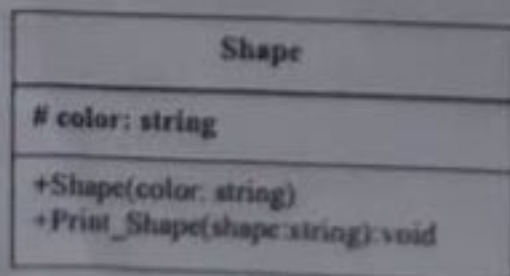 Shape
# color: string
+Shape(color: string)
+Print_Shape(shape:string):void